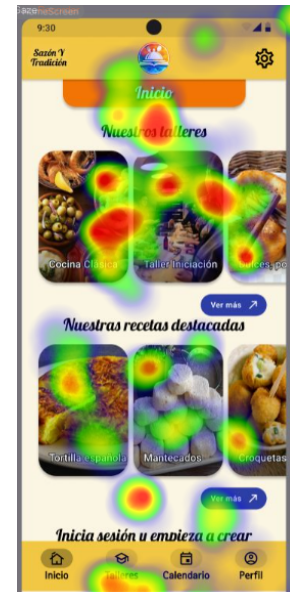 HomeScreen
9:30
Sazón Y
Tradición
Inicio
Nuestros talleres
Cocina Clásica
Taller Iniciación
Ver más
Nuestras recetas destacadas
Tortilla española
Mantecados
Croquetas
Ver más
Inicia sesión y empieza a crear
Inicio
Talleres
Calendario
Perfil